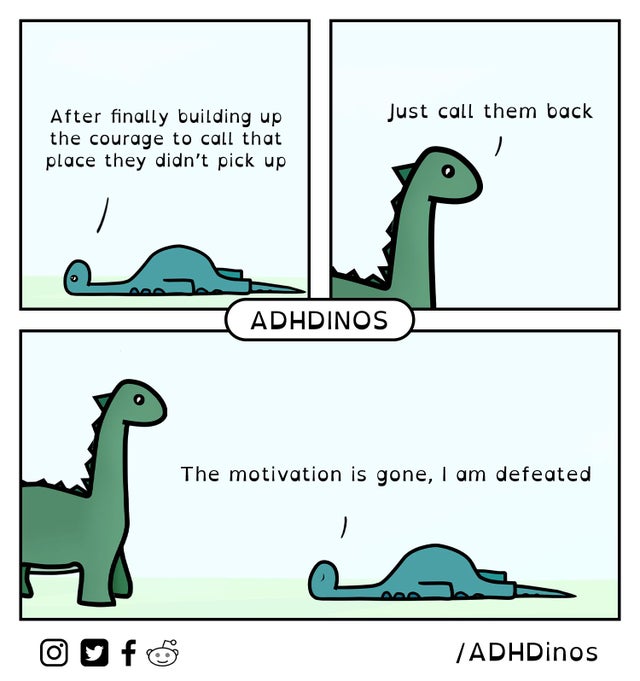 After finally building up
the courage to call that
place they didn't pick up
Just call them back
ADHDINOS
The motivation is gone, I am defeated
/ADHDinos